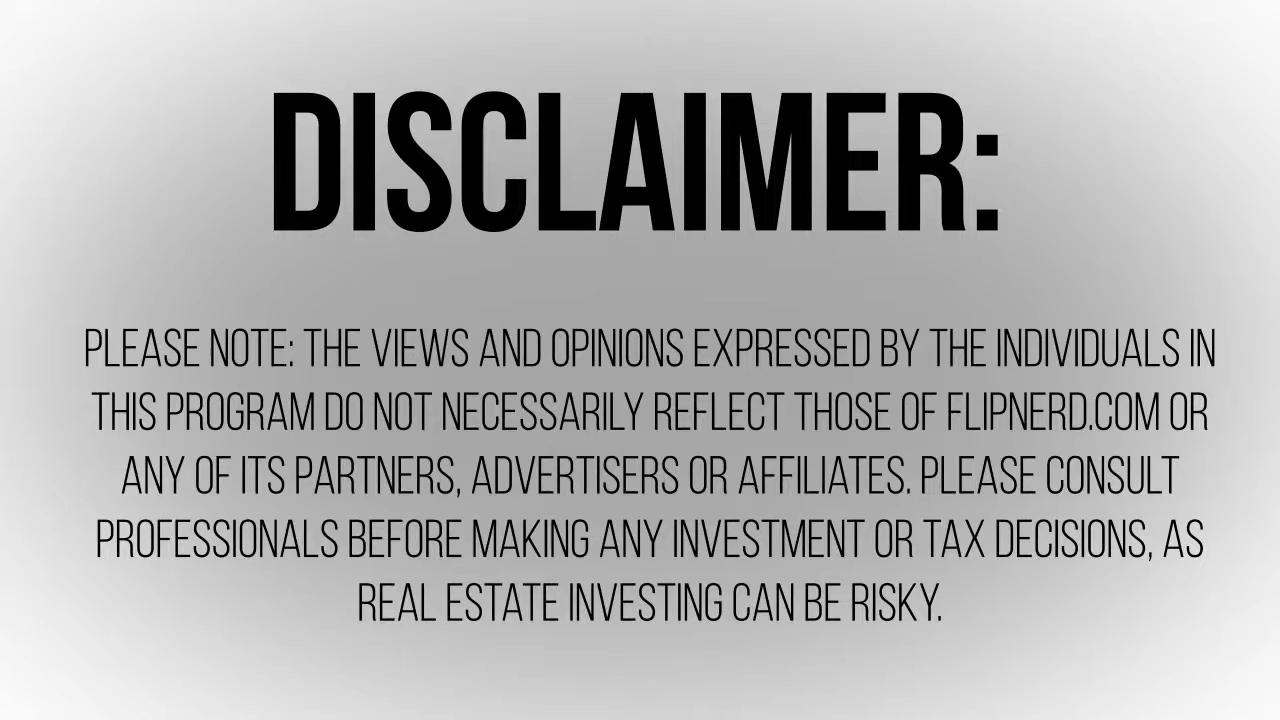 DISCLAIMER:
PLEASE NOTE: THE VIEWS AND OPINIONS EXPRESSED BY THE INDIVIDUALS IN
THIS PROGRAM DO NOT NECESSARILY REFLECT THOSE OF FLIPNERD.COM OR
ANY OF ITS PARTNERS, ADVERTISERS OR AFFILIATES. PLEASE CONSULT
PROFESSIONALS BEFORE MAKING ANY INVESTMENT OR TAX DECISIONS, AS
REAL ESTATE INVESTING CAN BE RISKY.